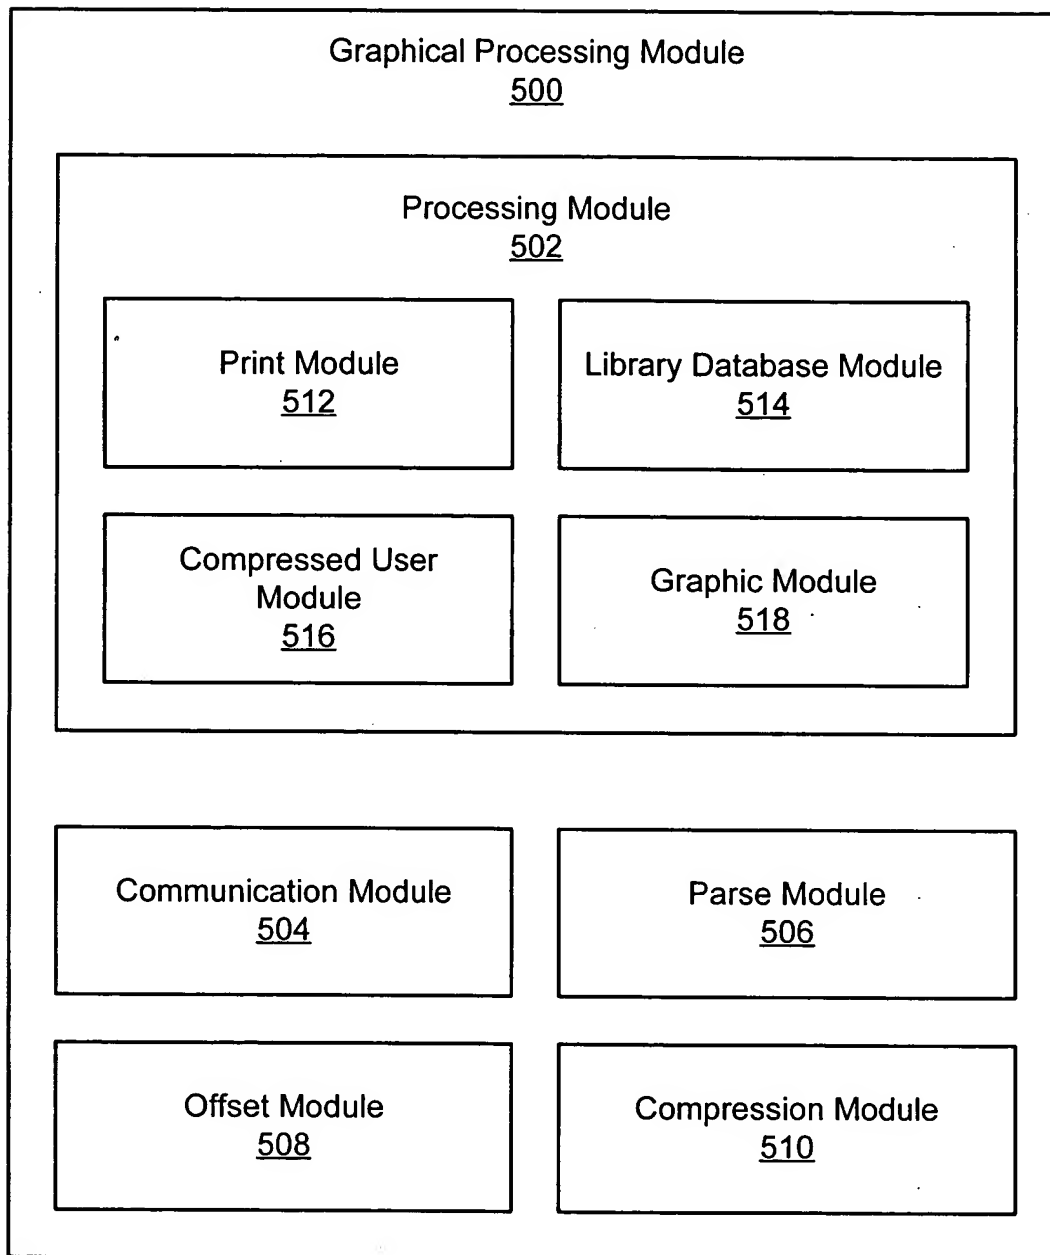 Graphical Processing Module
500
Processing Module
502
Print Module
512
Library Database Module
514
Compressed User
Module
516
Graphic Module
518
Communication Module
504
Parse Module
506
Offset Module
508
Compression Module
510